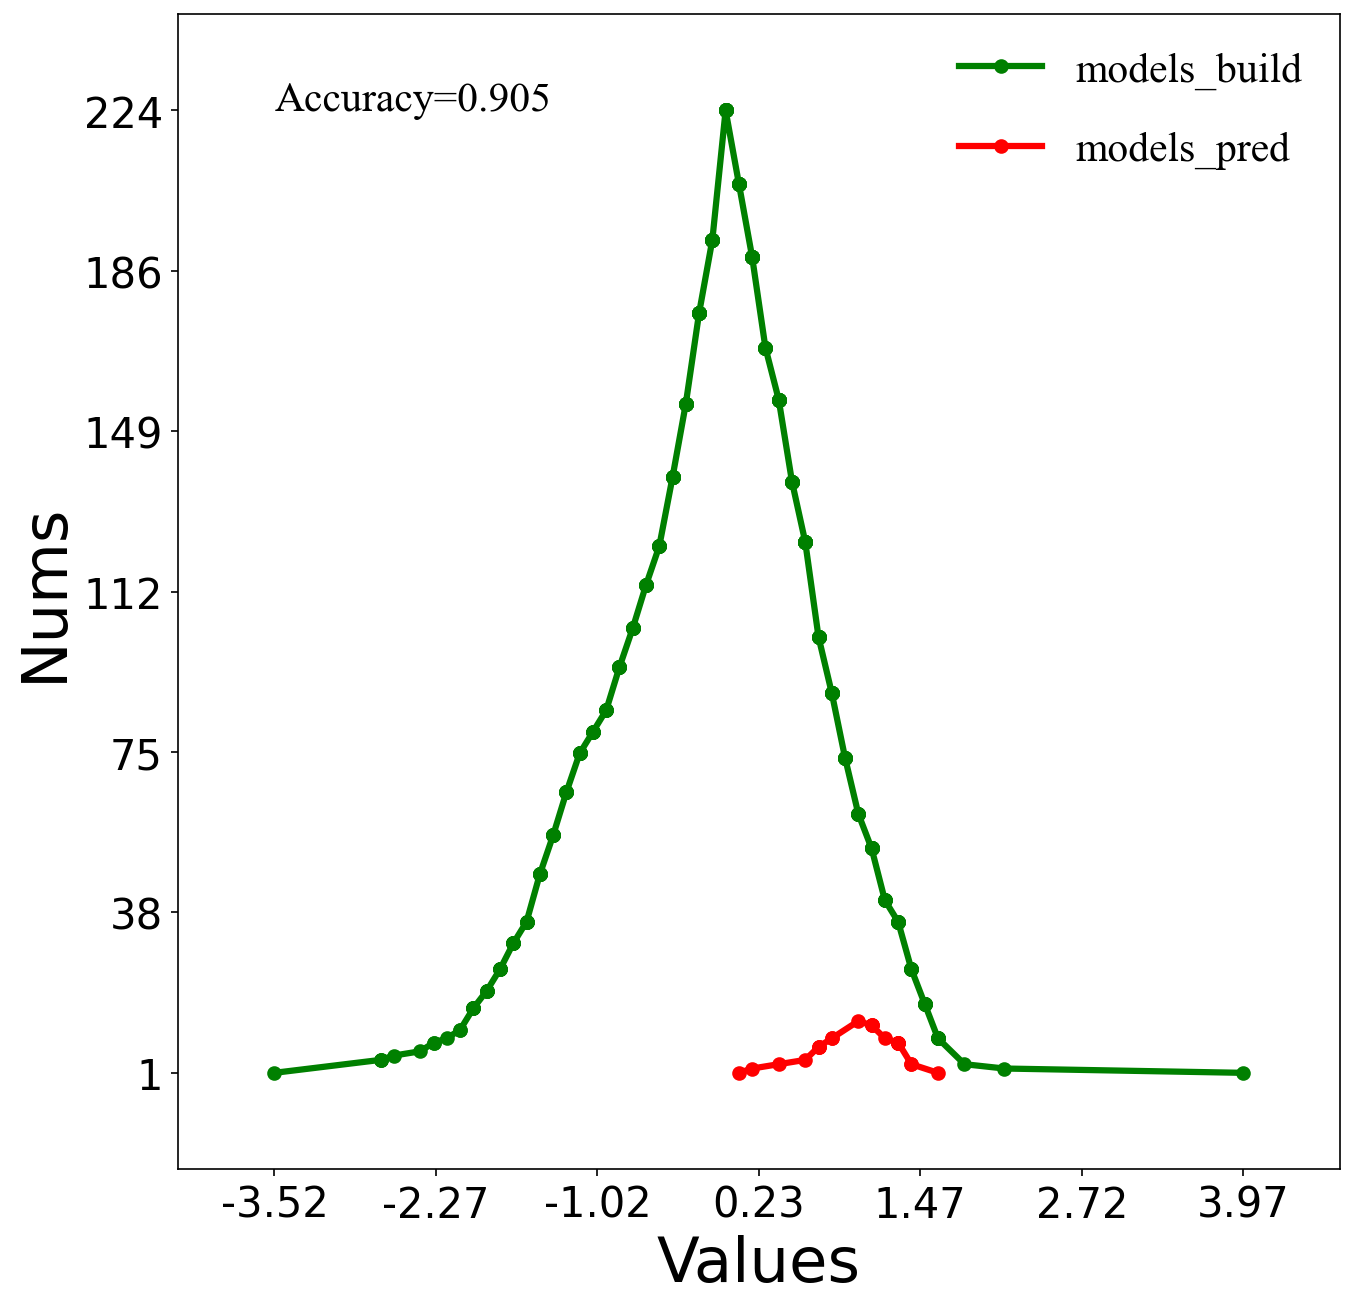 Accuracy=0.905
models_build
models_pred
224
186
149
112
75
38
1
Nums
-3.52 -2.27 -1.02 0.23 1.47 2.72 3.97
Values